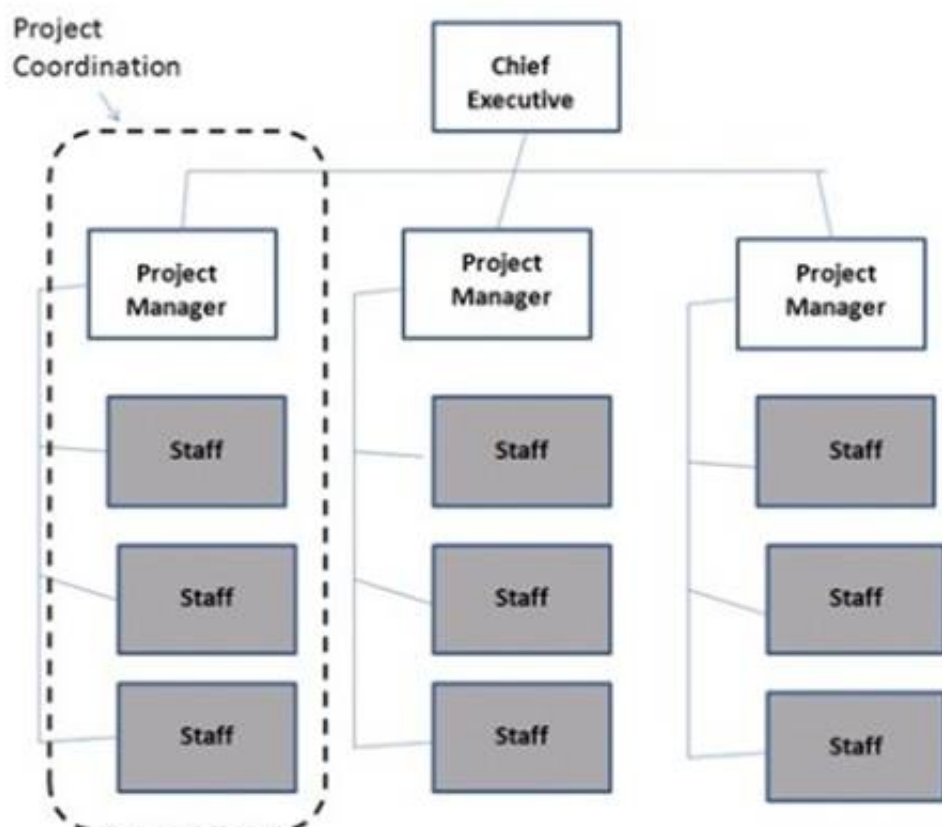 Project
Coordination
Chief
Executive
Project
Manager
Project
Manager
Project
Manager
Staff
Staff
Staff
Staff
Staff
Staff
Staff
Staff
Staff